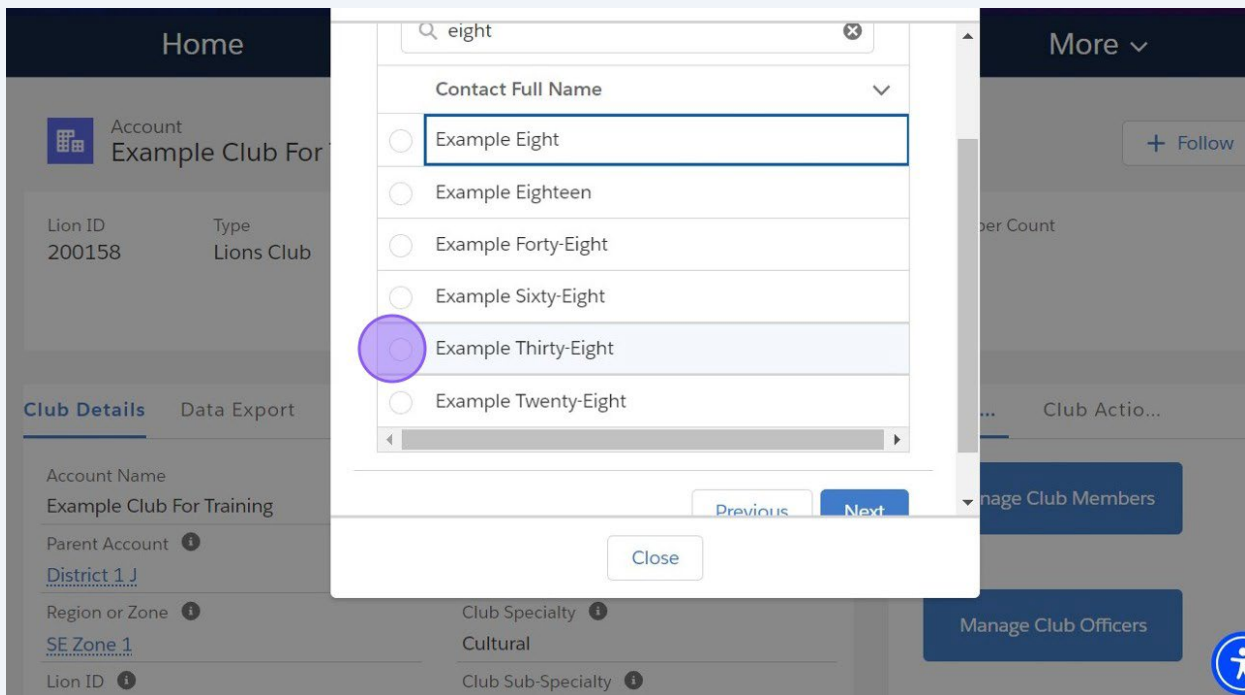 Home
eight
More
Contact Full Name
Account
Example Club For
Example Eight
+ Follow
Example Eighteen
Lion ID
Type
200158
Lions Club
Count
Example Forty-Eight
Example Sixty-Eight
Example Thirty-Eight
Example Twenty-Eight
Club Details
Data Export
...
Club Actio...
Account Name
Example Club For Training
Previous
Next
Club Members
Parent Account
District 1 J
Close
Region or Zone
SE Zone 1
Club Specialty
Cultural
Manage Club Officers
Lion ID
Club Sub-Specialty